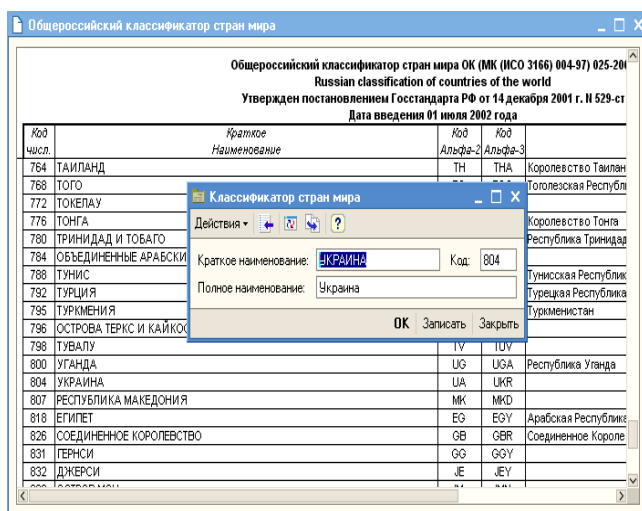 Общероссийский классификатор стран мира
Общероссийский классификатор стран мира ОК (МК (ИСО 3166) 004-97) 025-200
Russian classification of countries of the world
Утвержден постановлением Госстандарта РФ от 14 декабря 2001 г. N 529-ст
Дата введения 01 июля 2002 года
Код числ. Краткое Наименование Код Альфа-2 Код Альфа-3
764 ТАИЛАНД TH THA Королевство Таилан
768 ТОГО Тоголезская Республи
772 ТОКЕЛАУ
776 ТОНГА Королевство Тонга
780 ТРИНИДАД И ТОБАГО Республика Тринидад
784 ОБЪЕДИНЕННЫЕ АРАБСКИ
788 ТУНИС Тунисская Республик
792 ТУРЦИЯ Турецкая Республика
795 ТУРКМЕНИЯ Туркменистан
796 ОСТРОВА ТЕРКС И КАЙКОС
798 ТУВАЛУ TV TUV
800 УГАНДА UG UGA Республика Уганда
804 УКРАИНА UA UKR
807 РЕСПУБЛИКА МАКЕДОНИЯ MK MKD
818 ЕГИПЕТ EG EGY Арабская Республика
826 СОЕДИНЕННОЕ КОРОЛЕВСТВО GB GBR Соединенное Короле
831 ГЕРНСИ GG GGY
832 ДЖЕРСИ JE JEY
Классификатор стран мира
Действия
Краткое наименование: УКРАИНА Код: 804
Полное наименование: Украина
OK Записать Закрыть